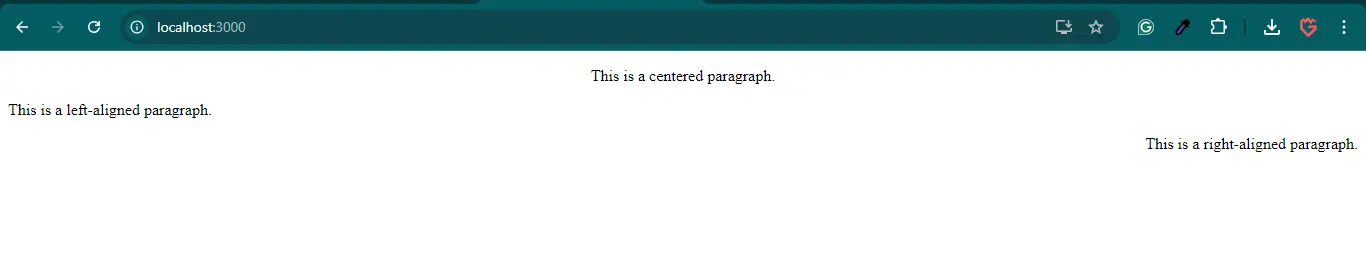 localhost:3000
This is a centered paragraph.
This is a left-aligned paragraph.
This is a right-aligned paragraph.